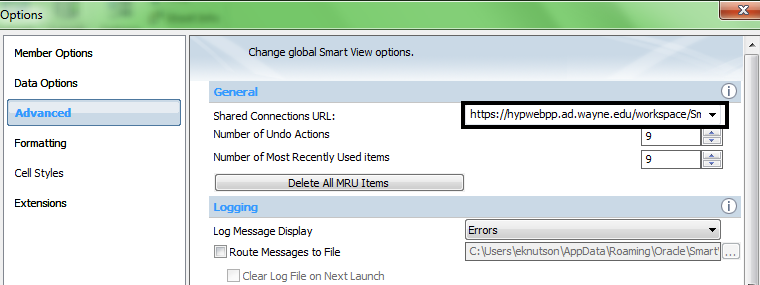 Options
Member Options
Data Options
Advanced
Formatting
Cell Styles
Extensions
Change global Smart View options.
General
Shared Connections URL: https://hypwebpp.ad.wayne.edu/workspace/Sm
Number of Undo Actions 9
Number of Most Recently Used items 9
Delete All MRU Items
Logging
Log Message Display Errors
Route Messages to File C:\Users\eknutson\AppData\Roaming\Oracle\Smart\ ...
Clear Log File on Next Launch